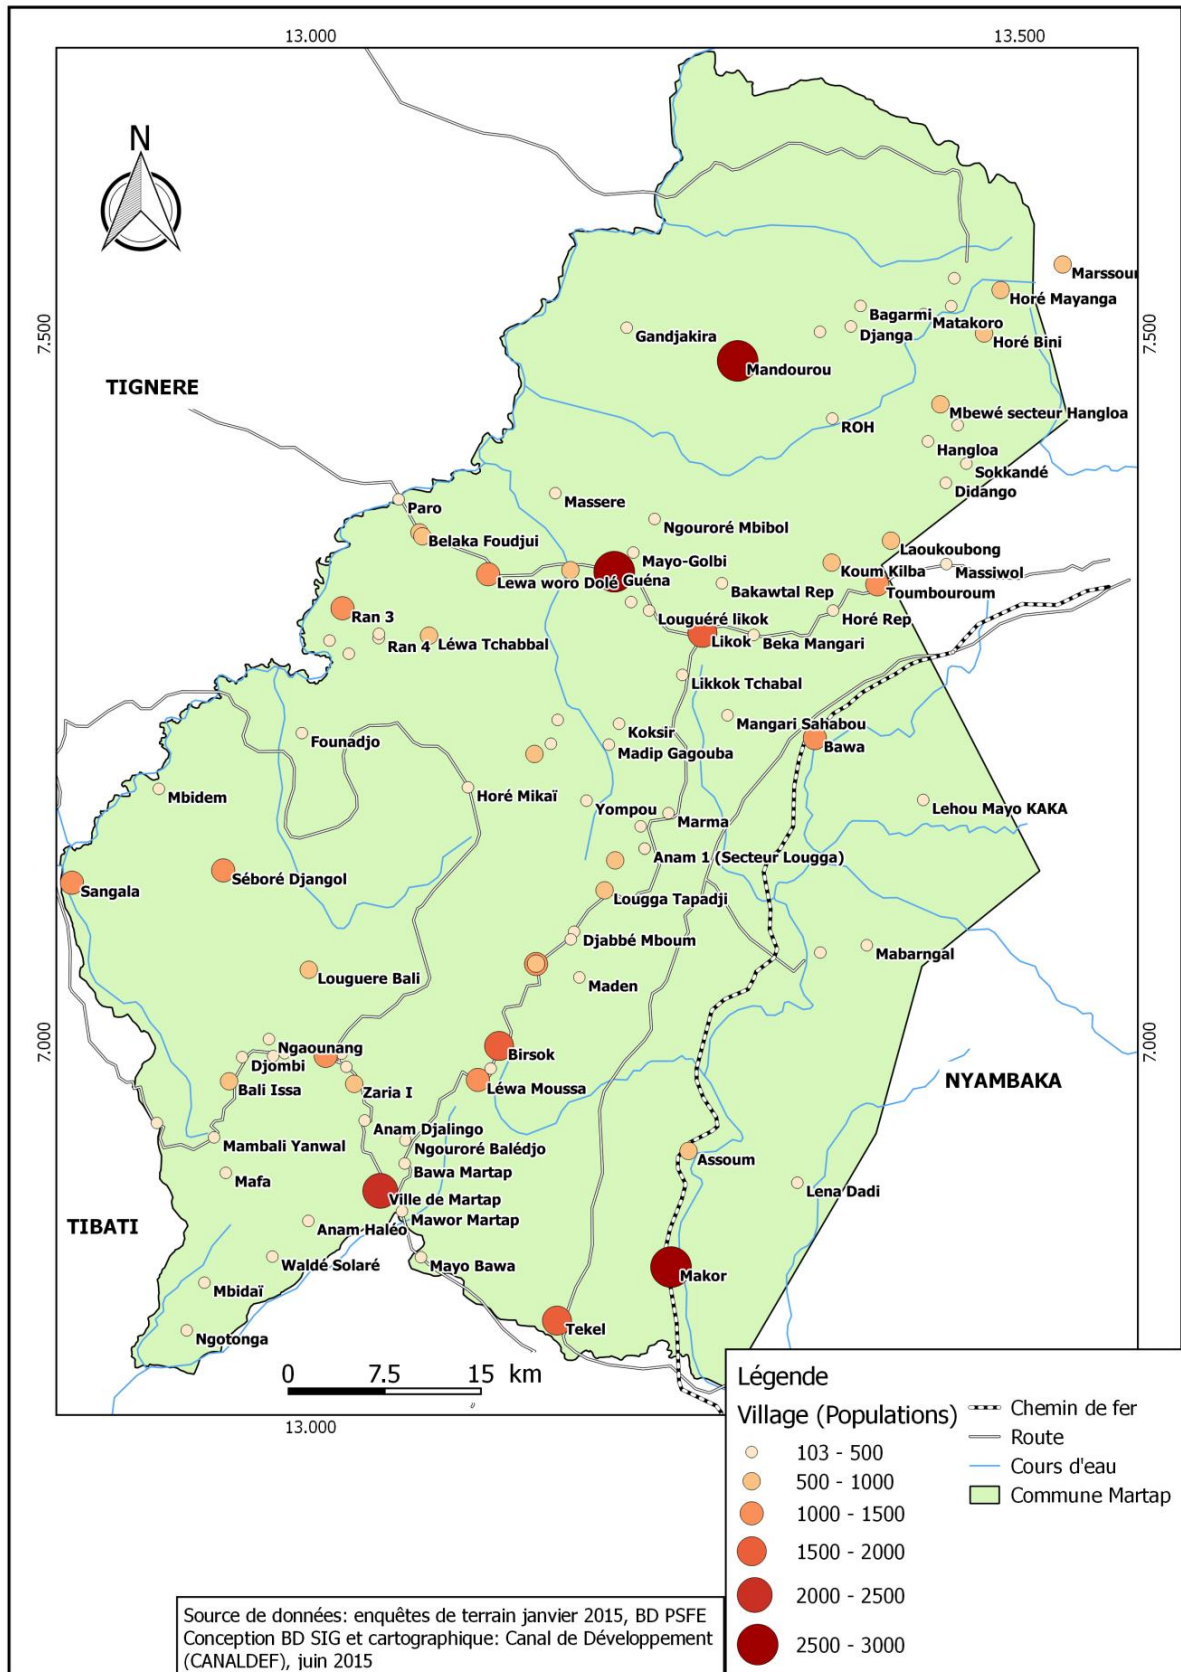 13.000
13.500
N
7.500
7.500
Marssour
Horé Mayanga
Bagarmi
Matakoro
Gandjakira
Djanga
Horé Bini
Mandourou
TIGNERE
Mbewé secteur Hangloa
ROH
Hangloa
Sokkandé
Didango
Massere
Paro
Ngouroré Mbibol
Belaka Foudjui
Laoukoubong
Mayo-Golbi
Koum Kilba
Massiwol
Lewa woro Dolé
Guéna
Bakawtal Rep
Toumbouroum
Ran 3
Louguéré likok
Horé Rep
Ran 4
Léwa Tchabbal
Likok
Beka Mangari
Likkok Tchabal
Mangari Sahabou
Koksir
Founadjo
Madip Gagouba
Bawa
Mbidem
Horé Mikaï
Yompou
Lehou Mayo KAKA
Marma
Anam 1 (Secteur Lougga)
Séboré Djangol
Sangala
Lougga Tapadji
Djabbé Mboum
Mabarngal
Louguere Bali
Maden
7.000
7.000
Ngaounang
Birsok
Djombi
NYAMBAKA
Bali Issa
Zaria I
Léwa Moussa
Anam Djalingo
Mambali Yanwal
Ngouroré Balédjo
Assoum
Bawa Martap
Mafa
Lena Dadi
Ville de Martap
TIBATI
Anam Haléo
Mawor Martap
Waldé Solaré
Mayo Bawa
Makor
Mbidaï
Tekel
Ngotonga
0 7.5 15 km
13.000
Légende
Village (Populations)
103 - 500
500 - 1000
1000 - 1500
1500 - 2000
2000 - 2500
2500 - 3000
Chemin de fer
Route
Cours d'eau
Commune Martap
Source de données: enquêtes de terrain janvier 2015, BD PSFE
Conception BD SIG et cartographique: Canal de Développement
(CANALDEF), juin 2015